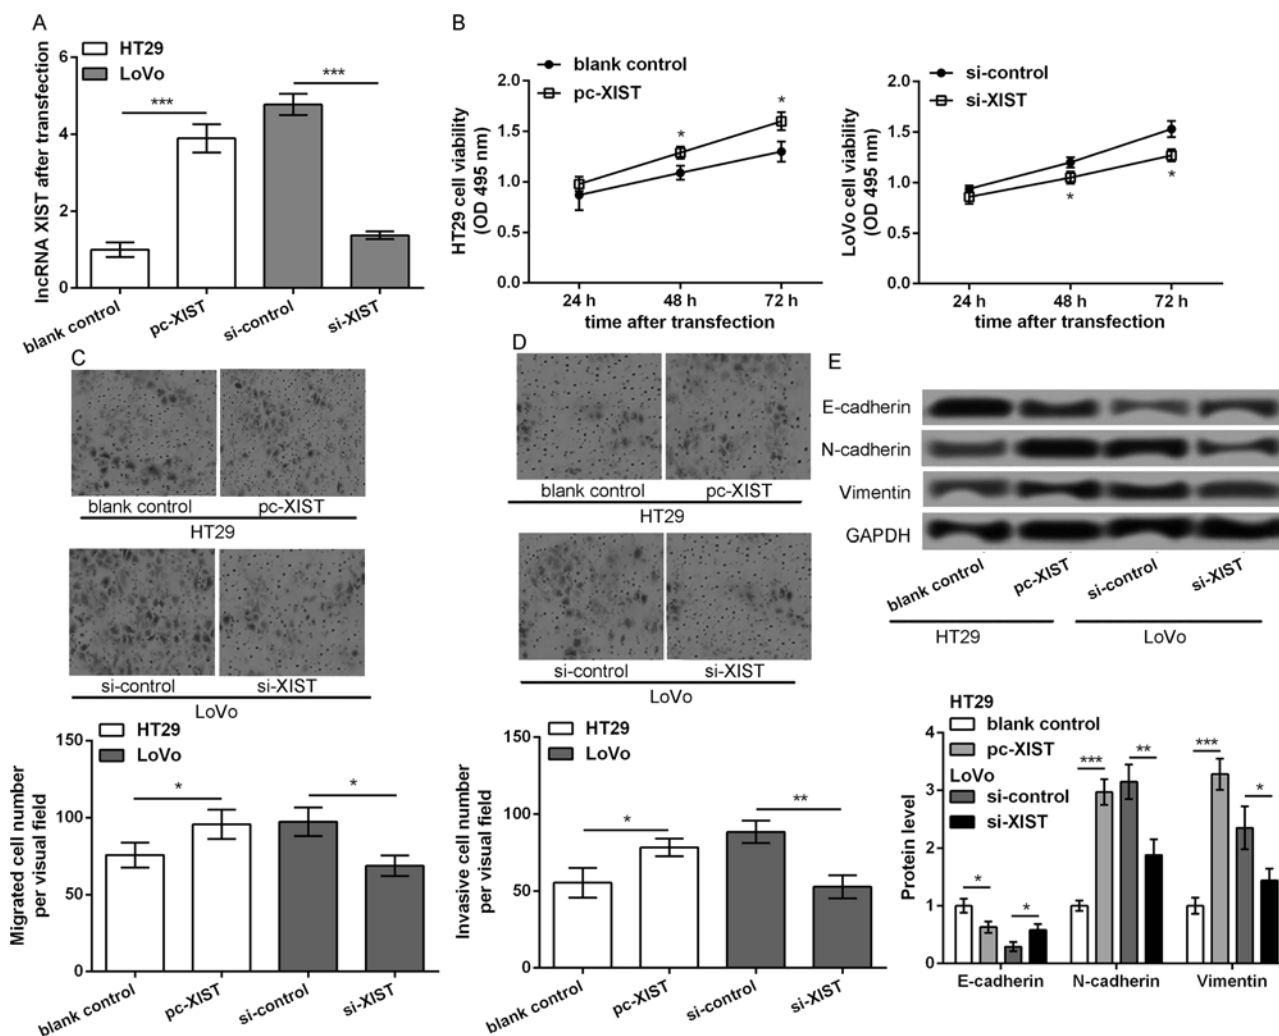 A
HT29
LoVo
lncRNA XIST after transfection
6
4
2
0
***
***
blank control
pc-XIST
si-control
si-XIST
B
blank control
pc-XIST
HT29 cell viability
(OD 495 nm)
2.0
1.5
1.0
0.5
0.0
*
*
24 h
48 h
72 h
time after transfection
si-control
si-XIST
LoVo cell viability
(OD 495 nm)
2.0
1.5
1.0
0.5
0.0
*
*
24 h
48 h
72 h
time after transfection
C
blank control
pc-XIST
HT29
si-control
si-XIST
LoVo
HT29
LoVo
Migrated cell number
per visual field
150
100
50
0
*
*
blank control
pc-XIST
si-control
si-XIST
D
blank control
pc-XIST
HT29
si-control
si-XIST
LoVo
HT29
LoVo
Invasive cell number
per visual field
150
100
50
0
*
**
blank control
pc-XIST
si-control
si-XIST
E
E-cadherin
N-cadherin
Vimentin
GAPDH
blank control
pc-XIST
si-control
si-XIST
HT29
LoVo
HT29
blank control
pc-XIST
LoVo
si-control
si-XIST
Protein level
4
3
2
1
0
*
*
***
**
***
*
E-cadherin
N-cadherin
Vimentin